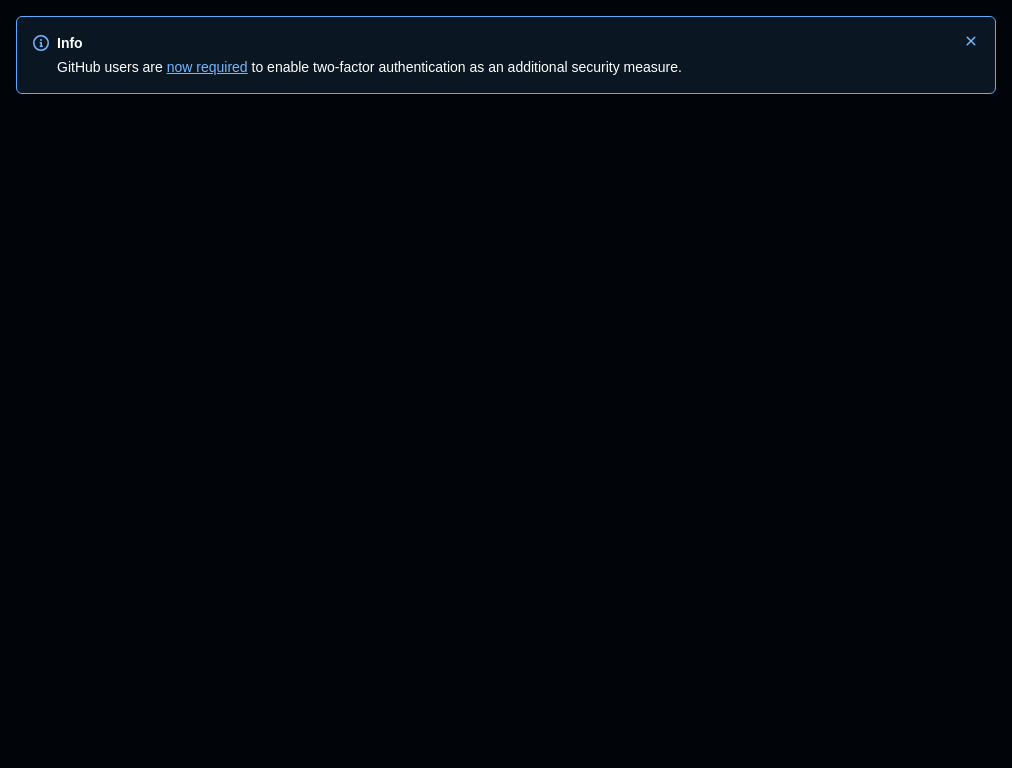 Info
GitHub users are now required to enable two-factor authentication as an additional security measure.